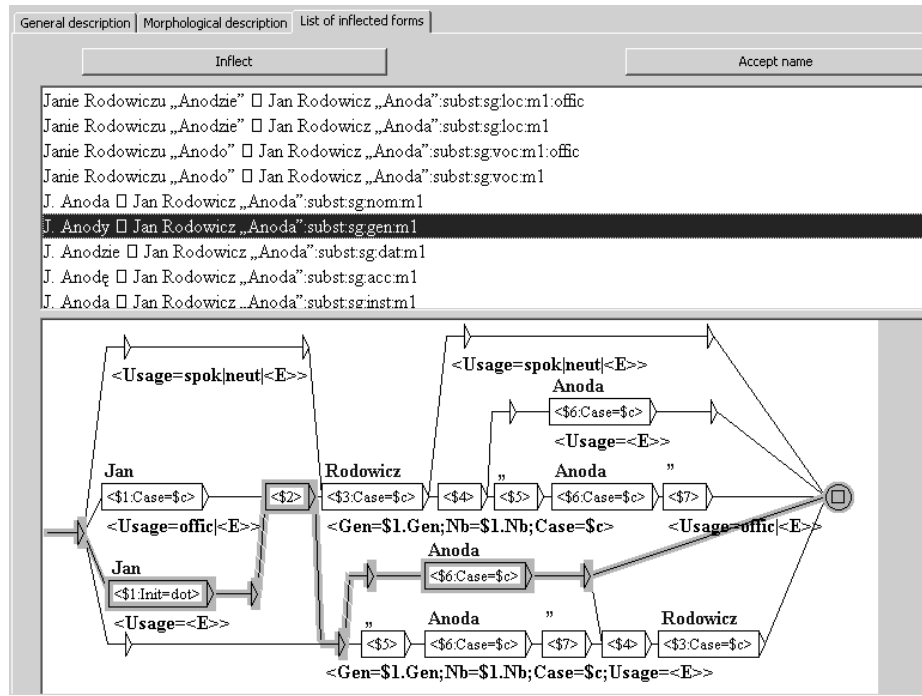 General description Morphological description List of inflected forms
Inflect Accept name
Janie Rodowiczu „Anodzie” □ Jan Rodowicz „Anoda”:subst:sg:loc:m1:offic
Janie Rodowiczu „Anodzie” □ Jan Rodowicz „Anoda”:subst:sg:loc:m1
Janie Rodowiczu „Anodo” □ Jan Rodowicz „Anoda”:subst:sg:voc:m1:offic
Janie Rodowiczu „Anodo” □ Jan Rodowicz „Anoda”:subst:sg:voc:m1
J. Anoda □ Jan Rodowicz „Anoda”:subst:sg:nom:m1
J. Anody □ Jan Rodowicz „Anoda”:subst:sg:gen:m1
J. Anodzie □ Jan Rodowicz „Anoda”:subst:sg:dat:m1
J. Anodę □ Jan Rodowicz „Anoda”:subst:sg:acc:m1
J. Anoda □ Jan Rodowicz „Anoda”:subst:sg:inst:m1
<Usage=spok|neut|<E>> <Usage=spok|neut|<E>>
Anoda
<$6:Case=$c>
<Usage=<E>>
Jan Rodowicz „ Anoda ”
<$1:Case=$c> <$2> <$3:Case=$c> <$4> <$5> <$6:Case=$c> <$7>
<Usage=offic|<E>> <Gen=$1.Gen;Nb=$1.Nb;Case=$c> <Usage=offic|<E>>
Anoda
<$6:Case=$c>
Jan
<$1:Init=dot>
<Usage=<E>>
„ Anoda ” Rodowicz
<$5> <$6:Case=$c> <$7> <$4> <$3:Case=$c>
<Gen=$1.Gen;Nb=$1.Nb;Case=$c;Usage=<E>>